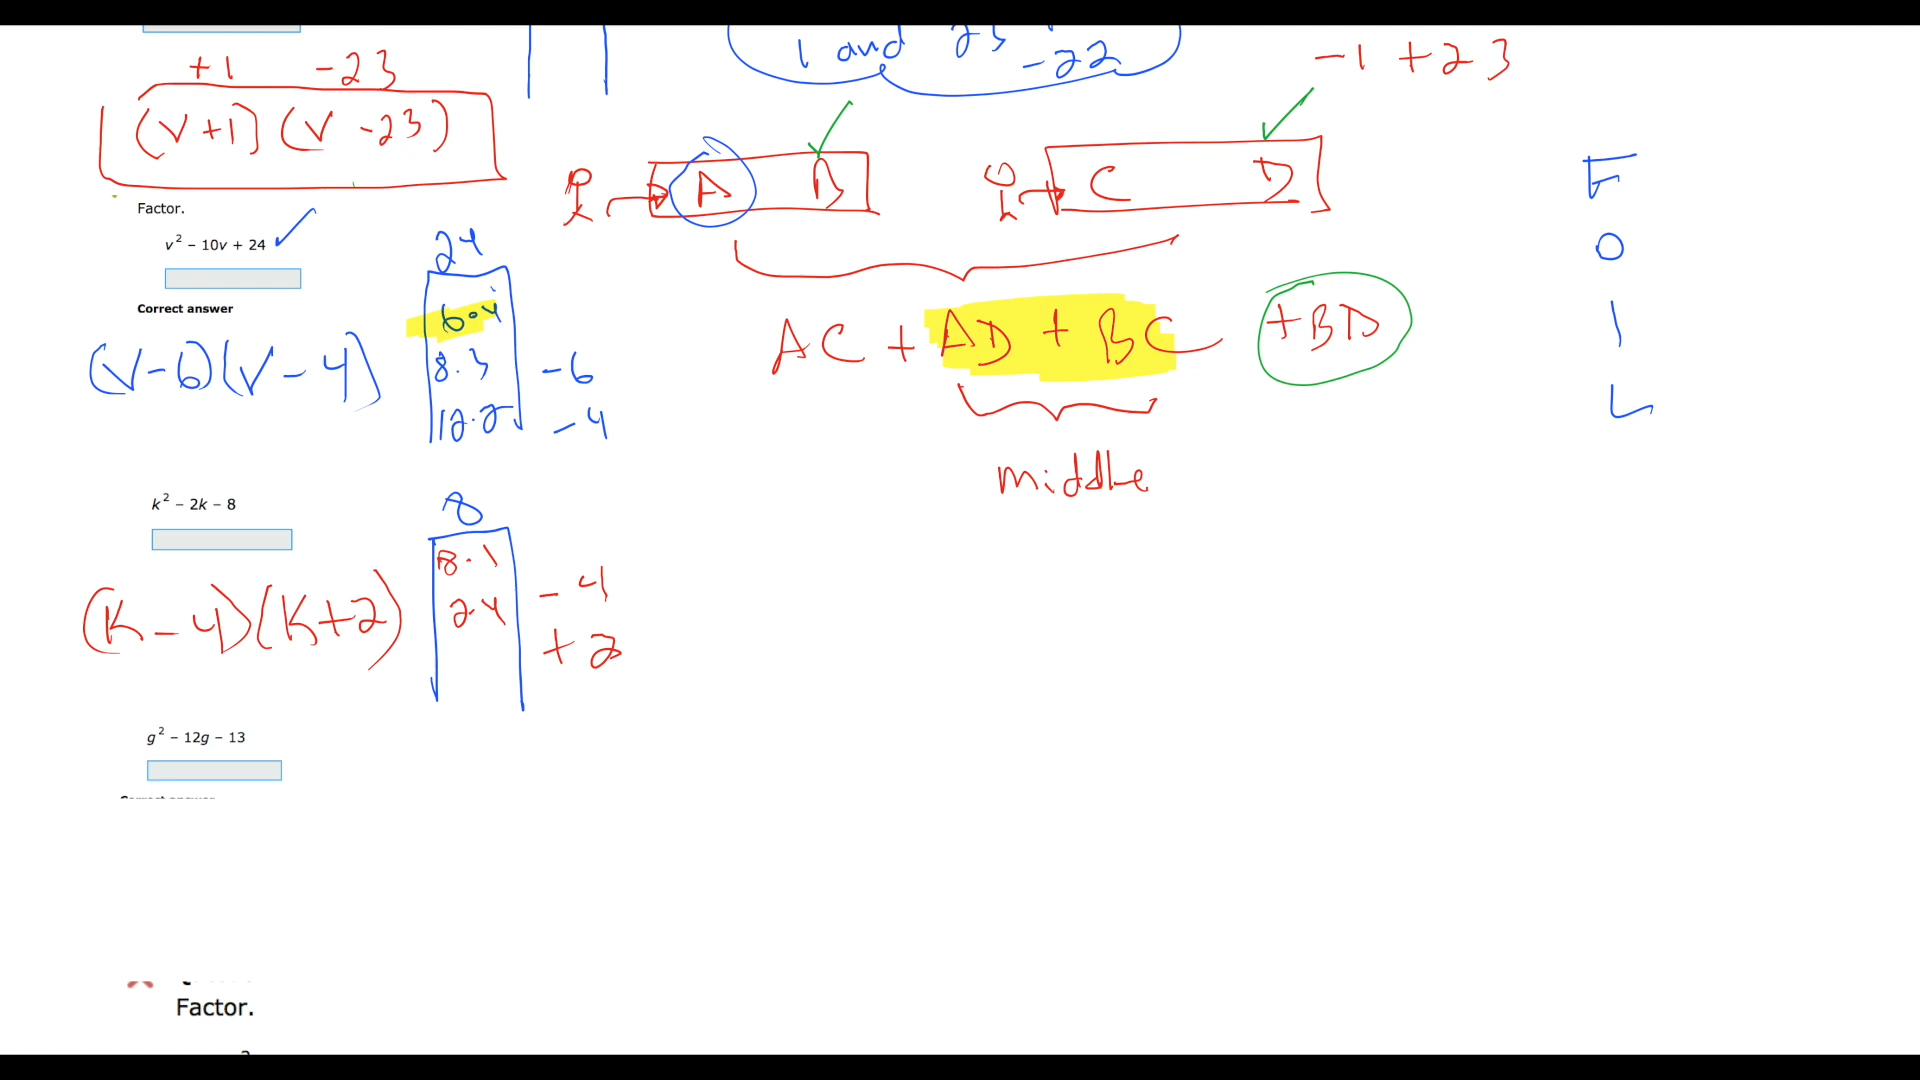 1 and 23
-22
-1 +23
+1 -23
(v+1)(v-23)
A B
C D
F
O
I
L
Factor.
v² – 10v + 24
Correct answer
(v-6)(v-4)
24
6·4
8·3
12·2
-6
-4
AC + AD + BC + BD
Middle
k² – 2k – 8
(k-4)(k+2)
8
8·1
2·4
-4
+2
g² – 12g – 13
Factor.